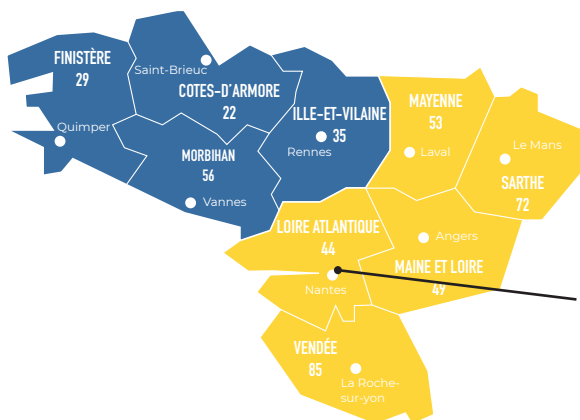 FINISTÈRE
29
Saint-Brieuc
COTES-D'ARMORE
22
Quimper
MORBIHAN
56
Vannes
ILLE-ET-VILAINE
35
Rennes
MAYENNE
53
Laval
Le Mans
SARTHE
72
LOIRE ATLANTIQUE
44
Nantes
Angers
MAINE ET LOIRE
49
VENDÉE
85
La Roche-
sur-yon